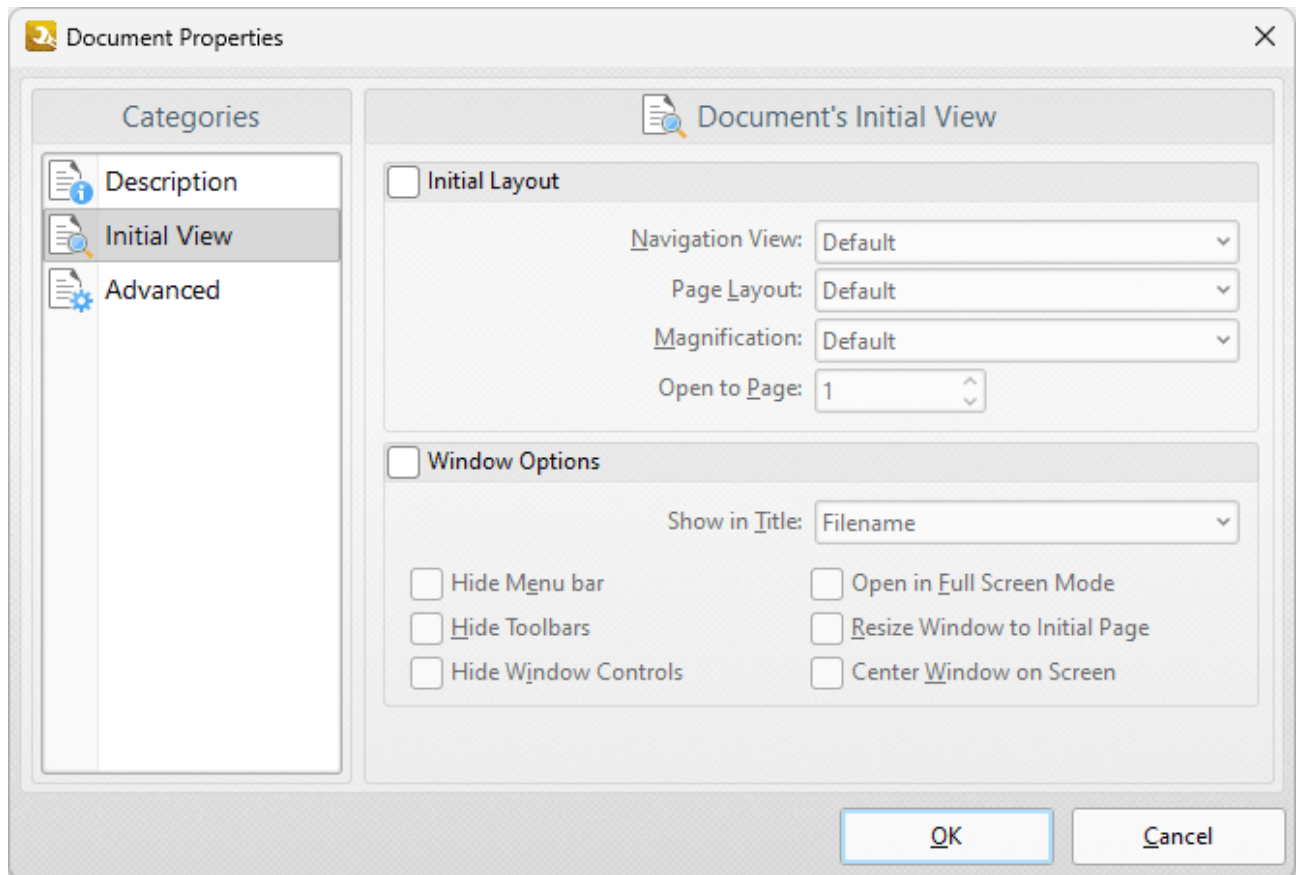 Document Properties
Categories
Description
Initial View
Advanced
Document's Initial View
Initial Layout
Navigation View: Default
Page Layout: Default
Magnification: Default
Open to Page: 1
Window Options
Show in Title: Filename
Hide Menu bar
Open in Full Screen Mode
Hide Toolbars
Resize Window to Initial Page
Hide Window Controls
Center Window on Screen
OK
Cancel